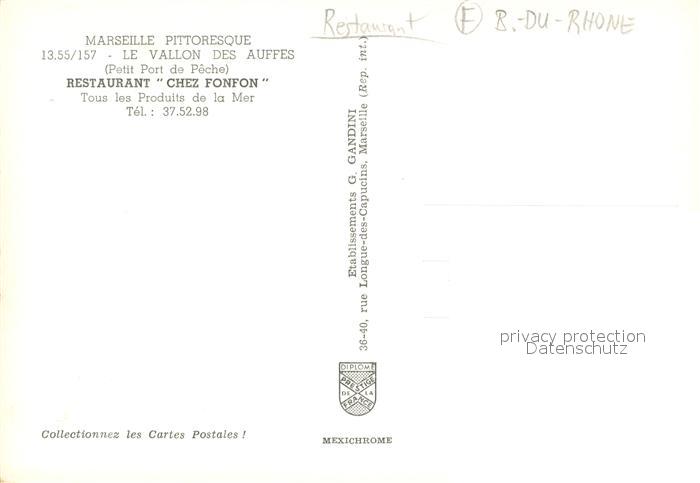 Restaurant F B.-DU-RHONE
MARSEILLE PITTORESQUE
13.55/157 - LE VALLON DES AUFFES
(Petit Port de Pêche)
RESTAURANT " CHEZ FONFON "
Tous les Produits de la Mer
Tél. : 37.52.98
Etablissements G. GANDINI
36-40, rue Longue-des-Capucins, Marseille (Rep. int.)
privacy protection
Datenschutz
DIPLOME
PRESTIGE
DE LA
FRANCE
Collectionnez les Cartes Postales !
MEXICHROME